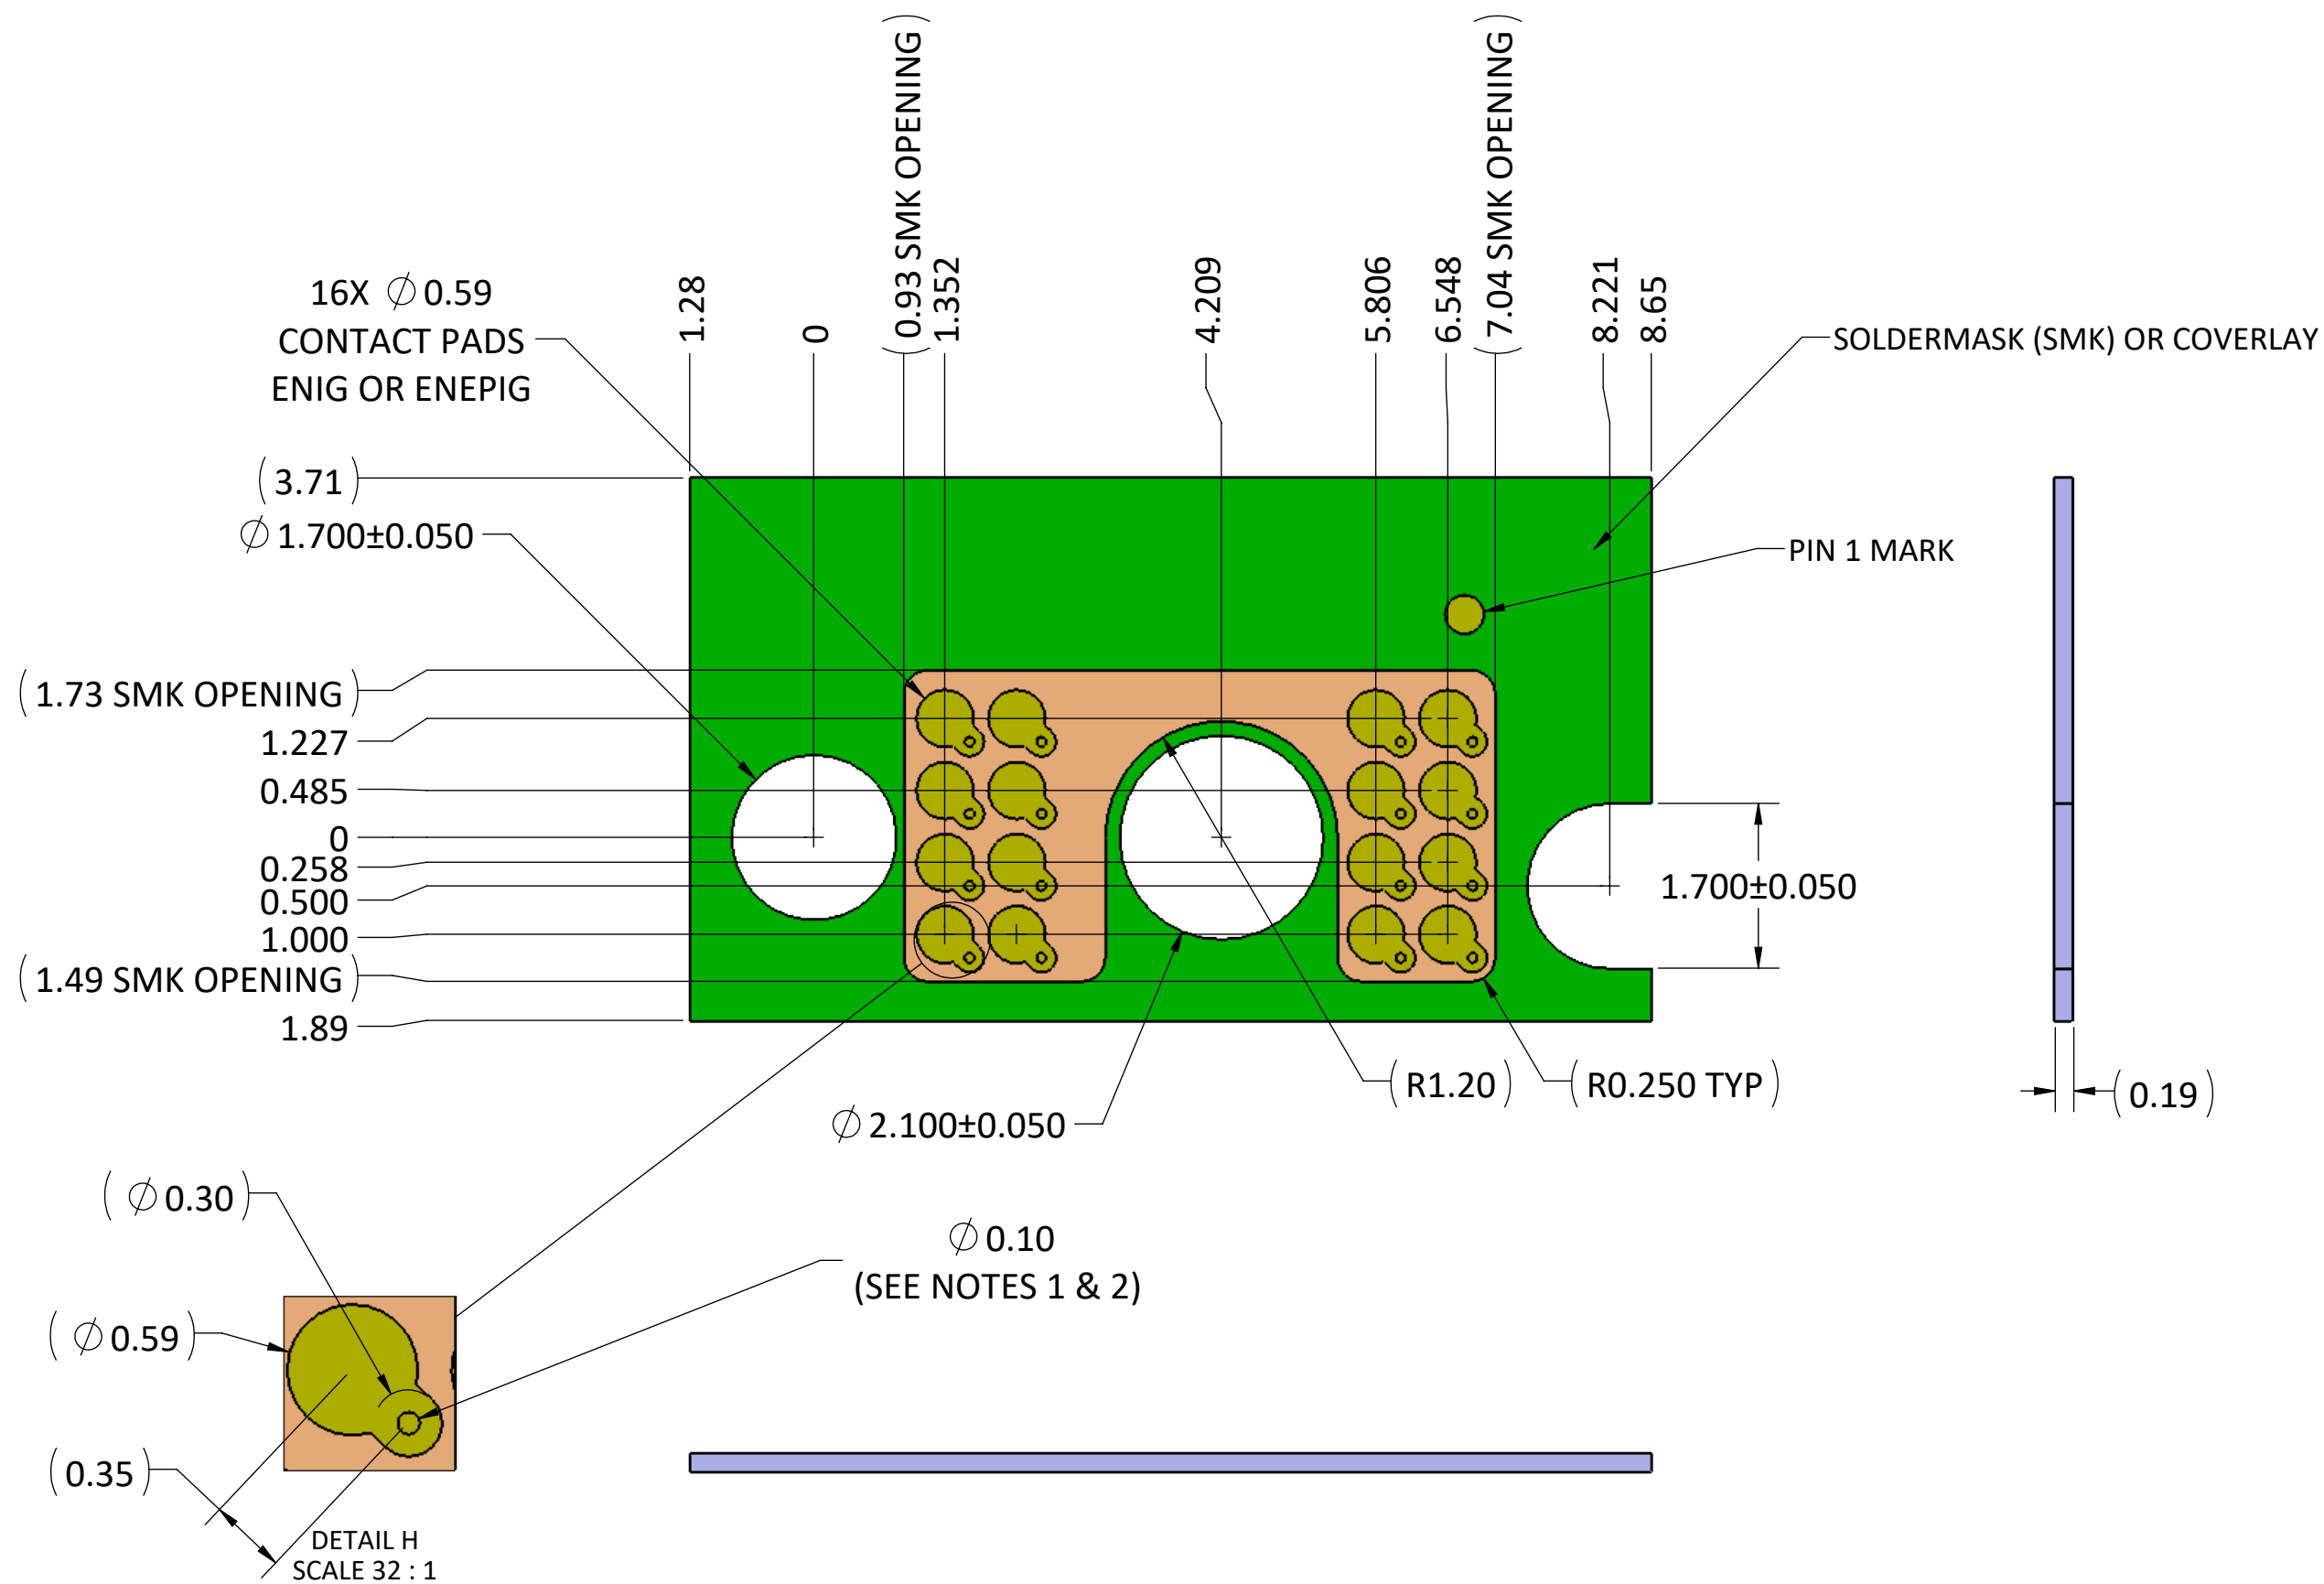 (0.93 SMK OPENING)
(7.04 SMK OPENING)
1.28
0
1.352
4.209
5.806
6.548
8.221
8.65
16X ∅ 0.59
CONTACT PADS
ENIG OR ENEPIG
SOLDERMASK (SMK) OR COVERLAY
(3.71)
∅ 1.700±0.050
PIN 1 MARK
(1.73 SMK OPENING)
1.227
0.485
0
0.258
0.500
1.000
(1.49 SMK OPENING)
1.89
1.700±0.050
(R1.20)
(R0.250 TYP)
(0.19)
∅ 2.100±0.050
(∅ 0.30)
∅ 0.10
(SEE NOTES 1 & 2)
(∅ 0.59)
(0.35)
DETAIL H
SCALE 32 : 1